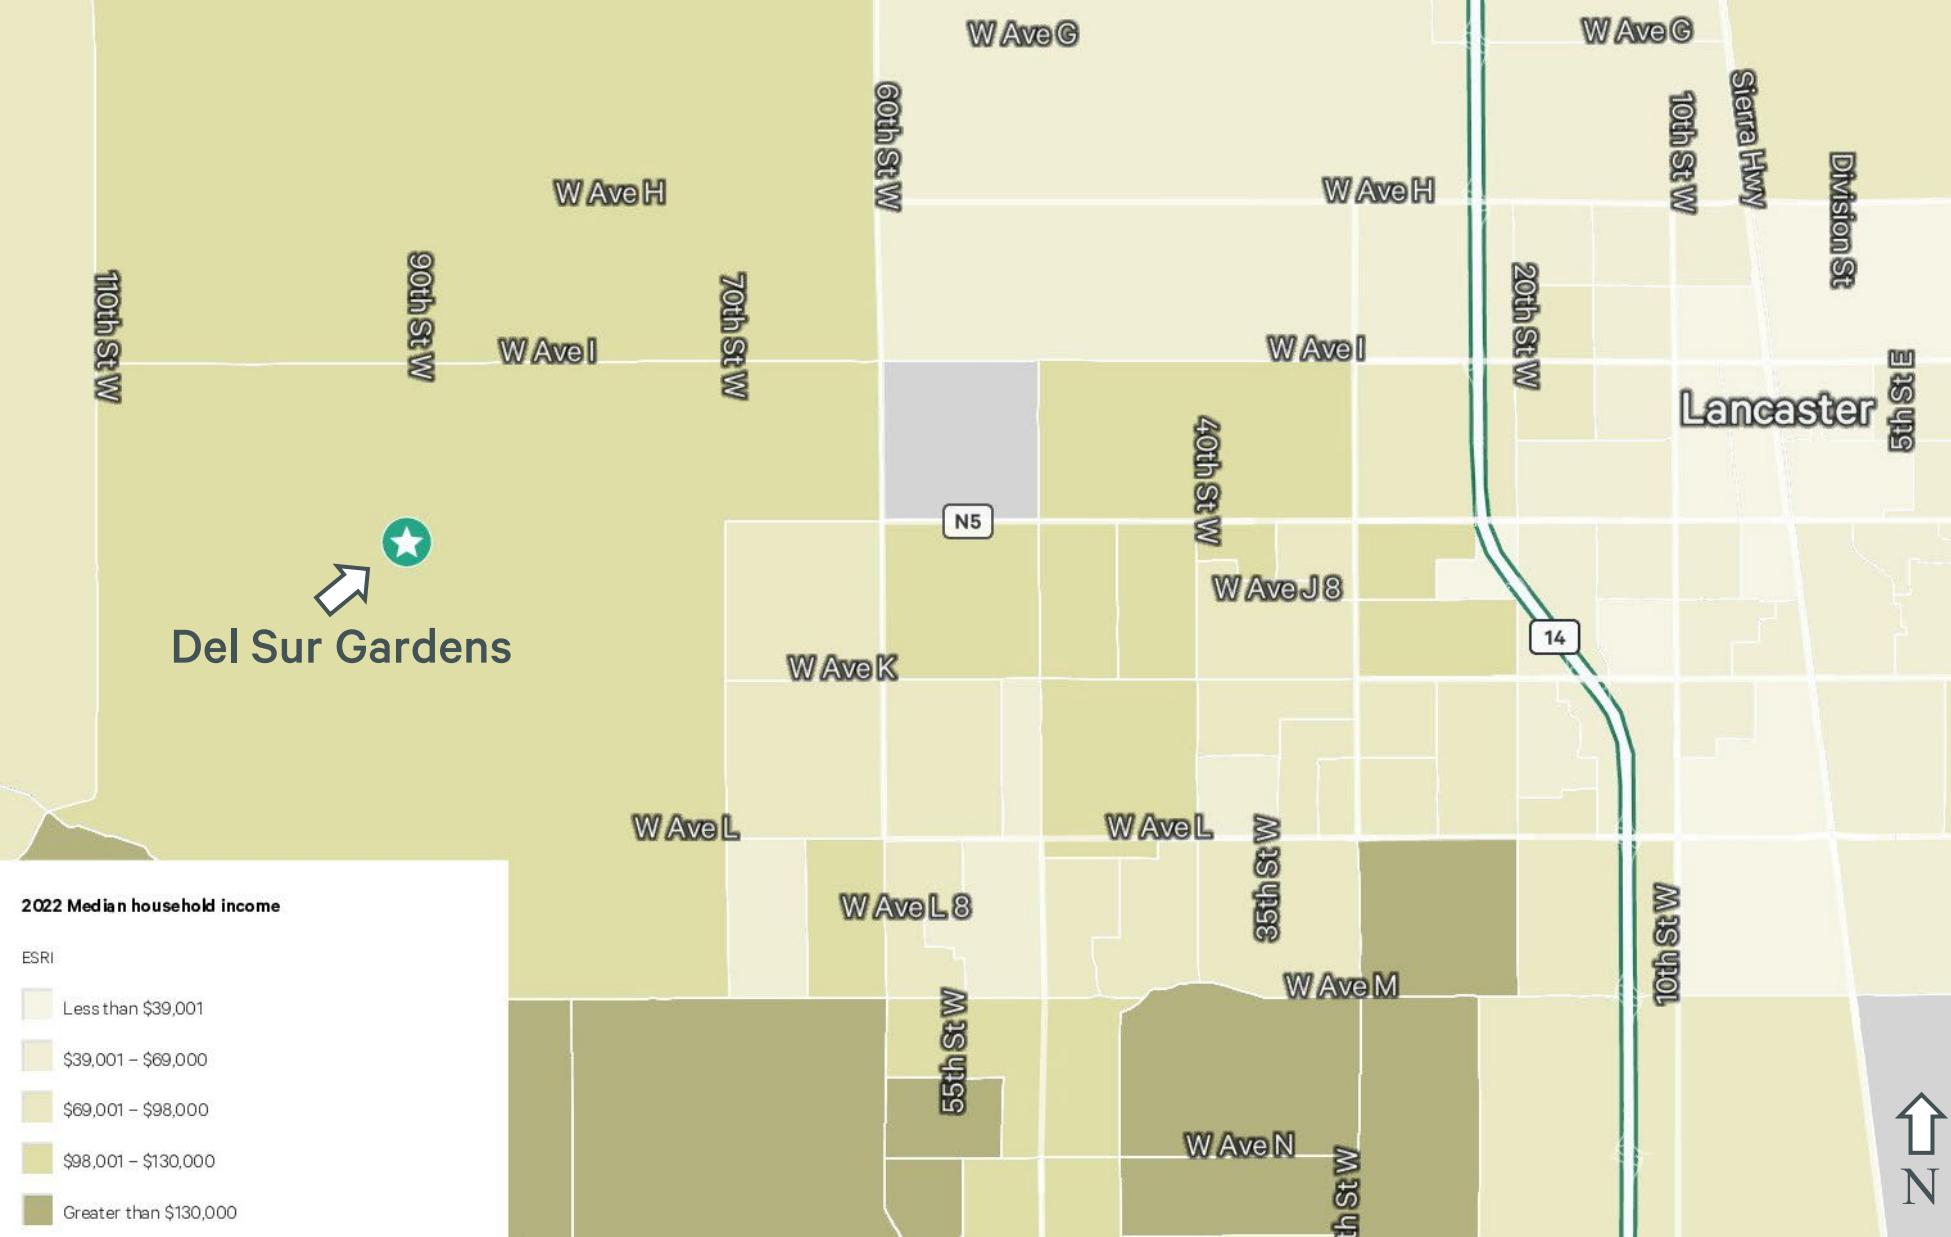 W Ave G
W Ave G
60th St W
10th St W
Sierra Hwy
Division St
W Ave H
W Ave H
110th St W
90th St W
70th St W
20th St W
W Ave I
W Ave I
5th St E
Lancaster
40th St W
N5
W Ave J 8
14
Del Sur Gardens
W Ave K
W Ave L
W Ave L
35th St W
W Ave L 8
10th St W
W Ave M
55th St W
W Ave N
th St W
N
2022 Median household income
ESRI
Less than $39,001
$39,001 – $69,000
$69,001 – $98,000
$98,001 – $130,000
Greater than $130,000